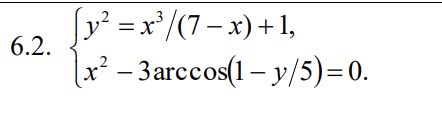 6.2. { y² = x³/(7 – x) + 1,
x² – 3arccos(1 – y/5) = 0.